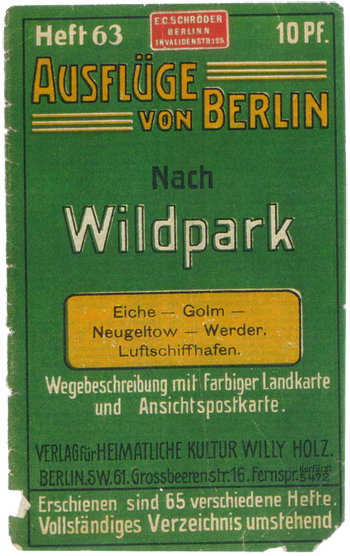 Heft 63
E.C.SCHRÖDER
BERLIN.N.
INVALIDENSTR.156
10 Pf.
AUSFLÜGE
VON BERLIN
Nach
Wildpark
Eiche — Golm —
Neugeltow — Werder.
Luftschiffhafen.
Wegebeschreibung mit farbiger Landkarte
und Ansichtspostkarte.
VERLAG für HEIMATLICHE KULTUR WILLY HOLZ.
BERLIN.SW.61. Grossbeerenstr.16. Fernspr. Kurfürst 5472
Erschienen sind 65 verschiedene Hefte.
Vollständiges Verzeichnis umstehend.